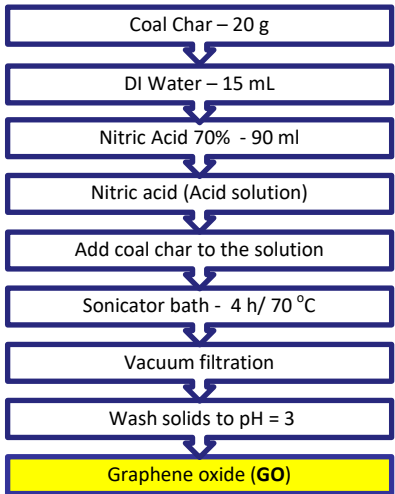 Coal Char – 20 g
DI Water – 15 mL
Nitric Acid 70%  - 90 ml
Nitric acid (Acid solution)
Add coal char to the solution
Sonicator bath -  4 h/ 70 °C
Vacuum filtration
Wash solids to pH = 3
Graphene oxide (GO)